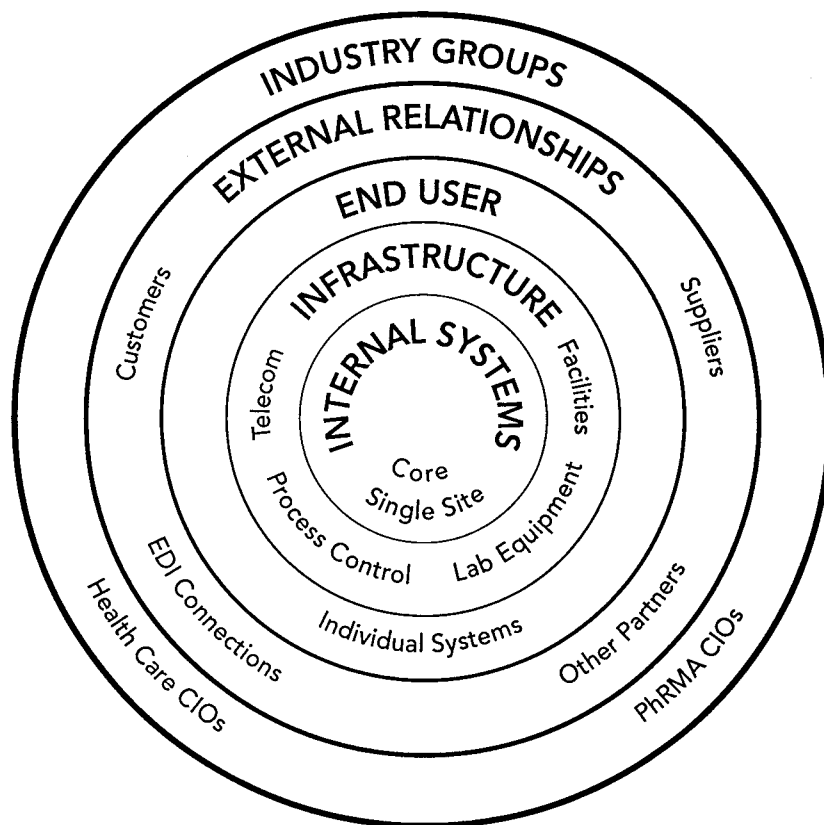 INDUSTRY GROUPS
EXTERNAL RELATIONSHIPS
END USER
INFRASTRUCTURE
INTERNAL SYSTEMS
Customers
Suppliers
Telecom
Facilities
Core
Single Site
Process Control
Lab Equipment
Individual Systems
EDI Connections
Other Partners
Health Care CIOs
PhRMA CIOs